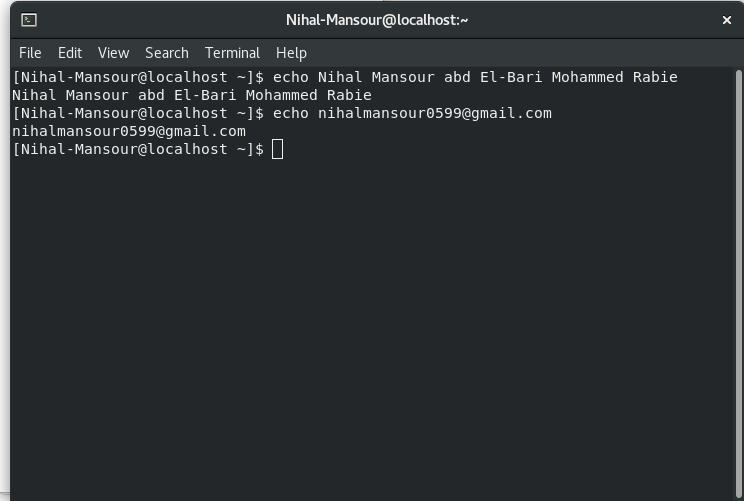 Nihal-Mansour@localhost:~
File Edit View Search Terminal Help
[Nihal-Mansour@localhost ~]$ echo Nihal Mansour abd El-Bari Mohammed Rabie
Nihal Mansour abd El-Bari Mohammed Rabie
[Nihal-Mansour@localhost ~]$ echo nihalmansour0599@gmail.com
nihalmansour0599@gmail.com
[Nihal-Mansour@localhost ~]$